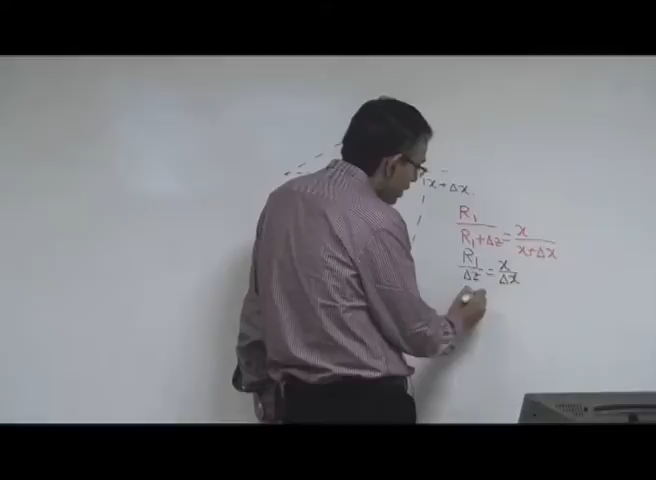 x+Δx
R₁/(R₁+Δz) = x/(x+Δx)
R₁/Δz = x/Δx